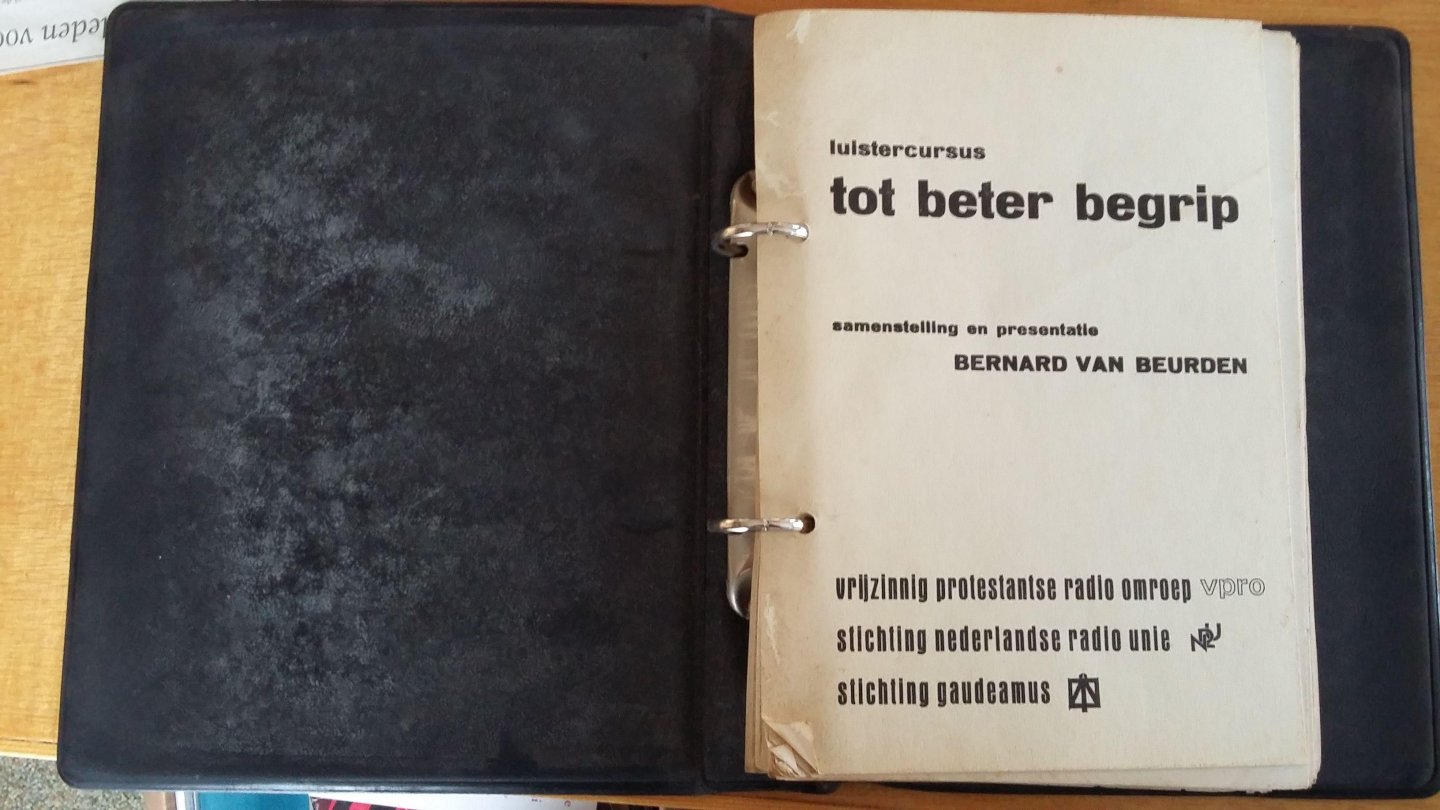 luistercursus
tot beter begrip
samenstelling en presentatie
BERNARD VAN BEURDEN
vrijzinnig protestantse radio omroep vpro
stichting nederlandse radio unie NRU
stichting gaudeamus